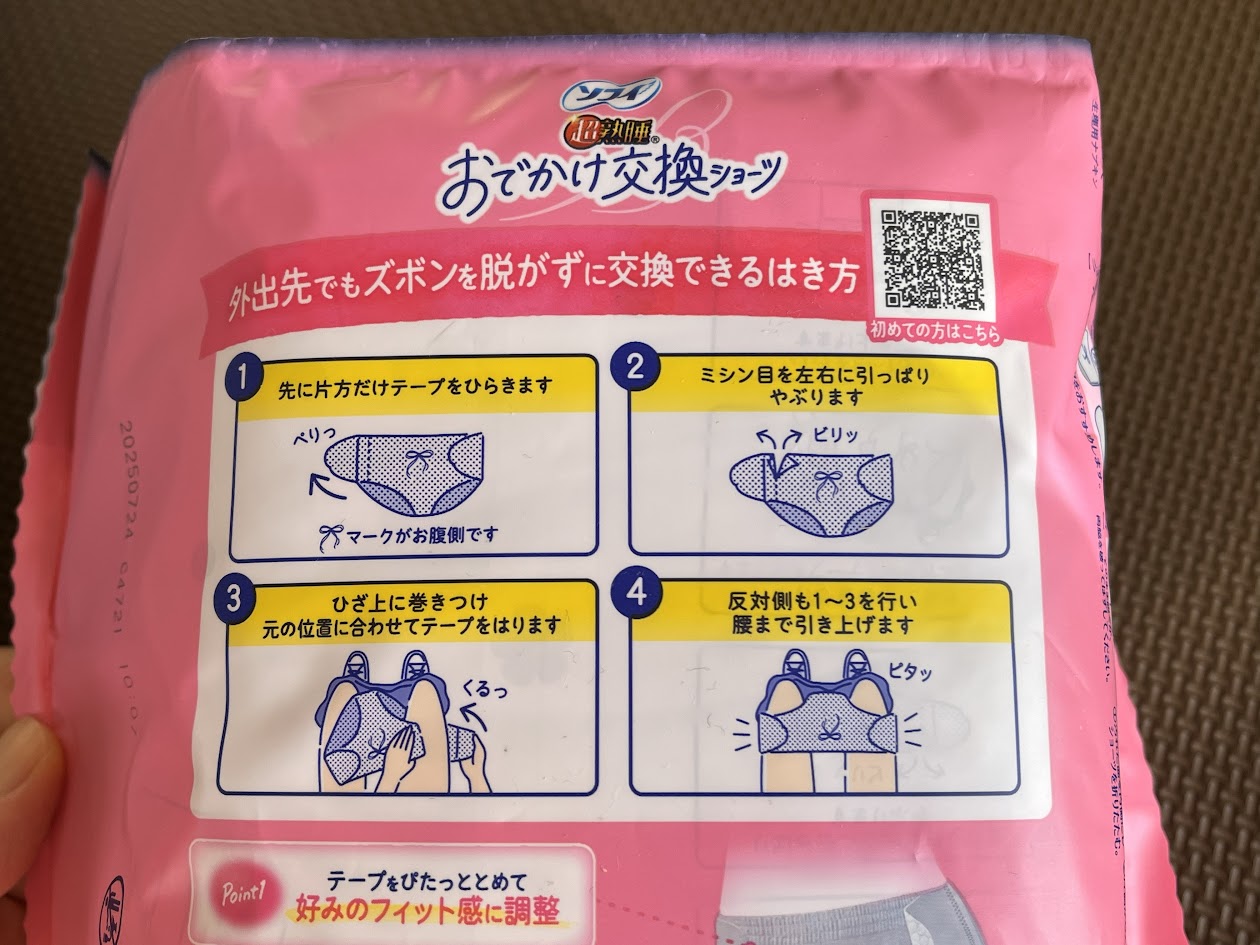 ソフィ
超熟睡®
おでかけ交換ショーツ
外出先でもズボンを脱がずに交換できるはき方
初めての方はこちら
1
先に片方だけテープをひらきます
ぺりっ
マークがお腹側です
2
ミシン目を左右に引っぱり
やぶります
ビリッ
3
ひざ上に巻きつけ
元の位置に合わせてテープをはります
くるっ
4
反対側も1〜3を行い
腰まで引き上げます
ピタッ
Point1
テープをぴたっととめて
好みのフィット感に調整
生理用ナプキン
20250724